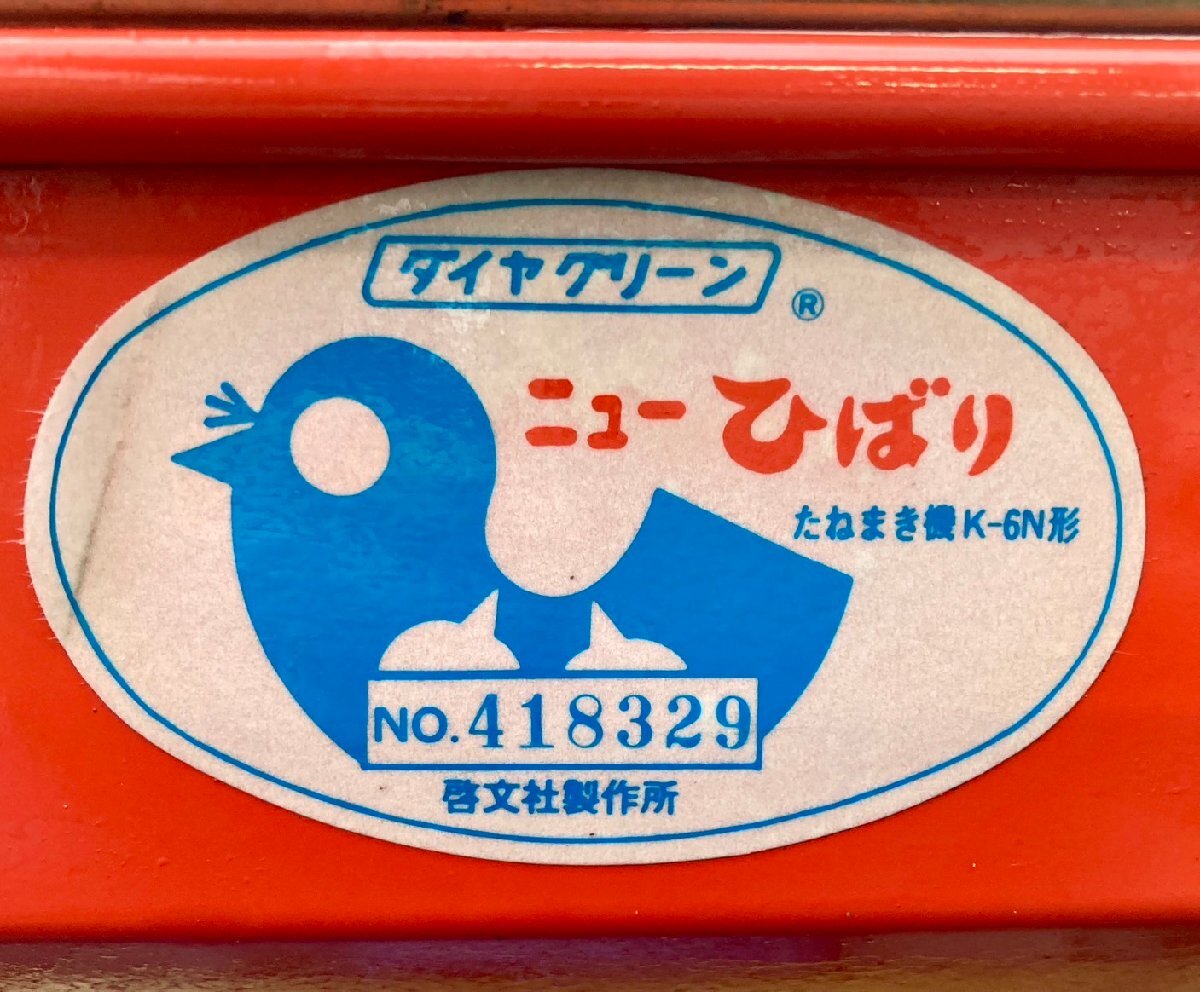 ダイヤグリーン ®
ニューひばり
たねまき機K-6N形
NO.418329
啓文社製作所